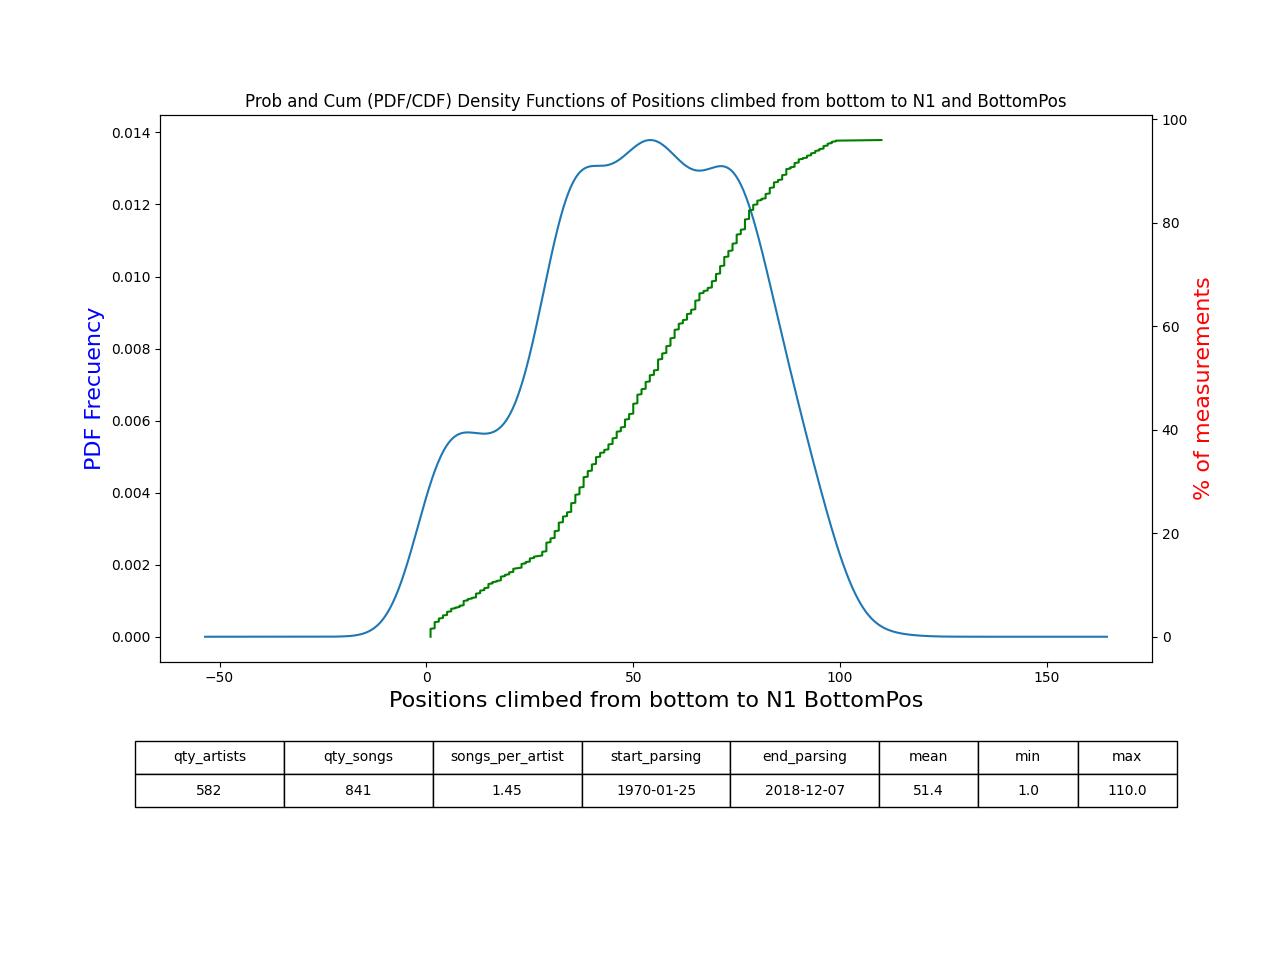 Prob and Cum (PDF/CDF) Density Functions of Positions climbed from bottom to N1 and BottomPos
0.014
0.012
0.010
0.008
0.006
0.004
0.002
0.000
PDF Frecuency
100
80
60
40
20
0
% of measurements
−50 0 50 100 150
Positions climbed from bottom to N1 BottomPos
qty_artists qty_songs songs_per_artist start_parsing end_parsing mean min max
582 841 1.45 1970-01-25 2018-12-07 51.4 1.0 110.0